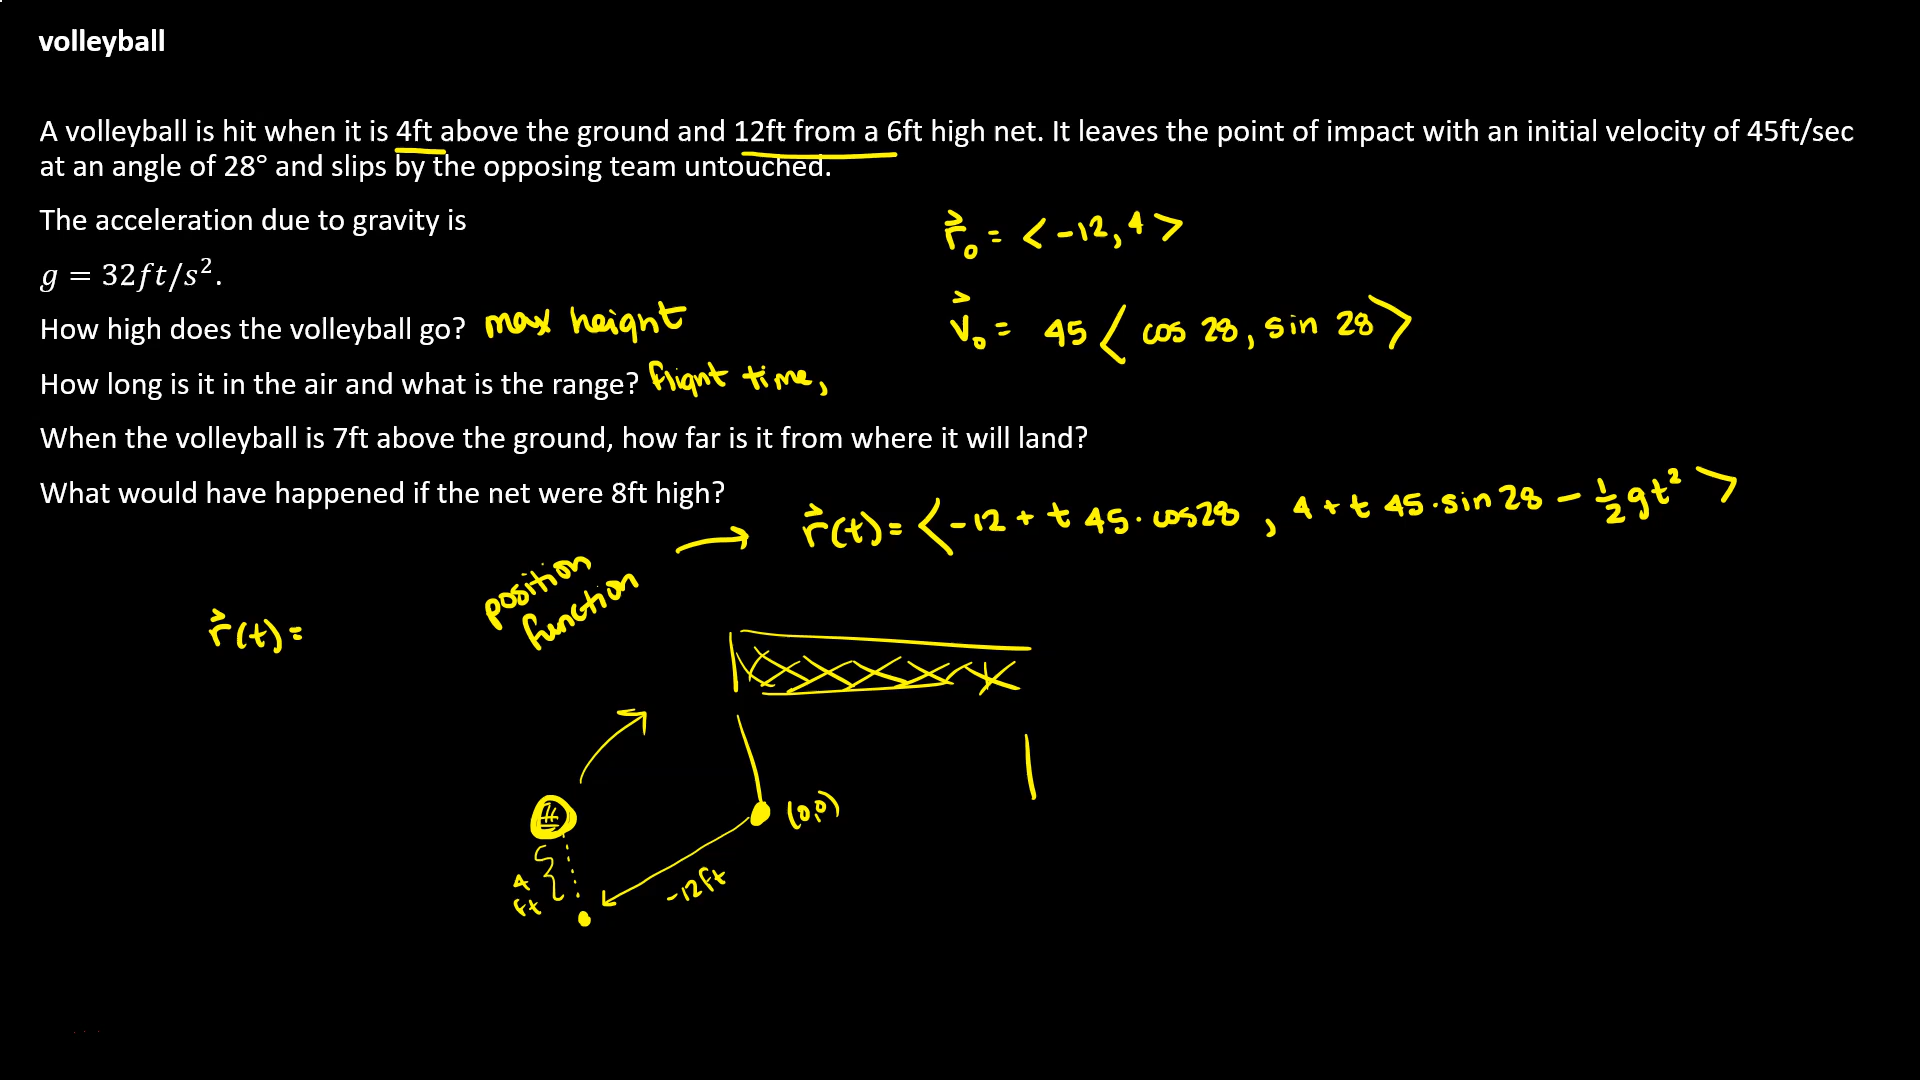 volleyball
A volleyball is hit when it is 4ft above the ground and 12ft from a 6ft high net. It leaves the point of impact with an initial velocity of 45ft/sec
at an angle of 28° and slips by the opposing team untouched.
The acceleration due to gravity is
g = 32ft/s².
r⃗₀ = < -12, 4 >
How high does the volleyball go? max height
v⃗₀ = 45 < cos 28, sin 28 >
How long is it in the air and what is the range? flight time,
When the volleyball is 7ft above the ground, how far is it from where it will land?
What would have happened if the net were 8ft high?
r⃗(t) = < -12 + t 45 · cos28 , 4 + t 45 · sin 28 - ½gt² >
position
function
r⃗(t) =
(0,0)
-12ft
4
ft